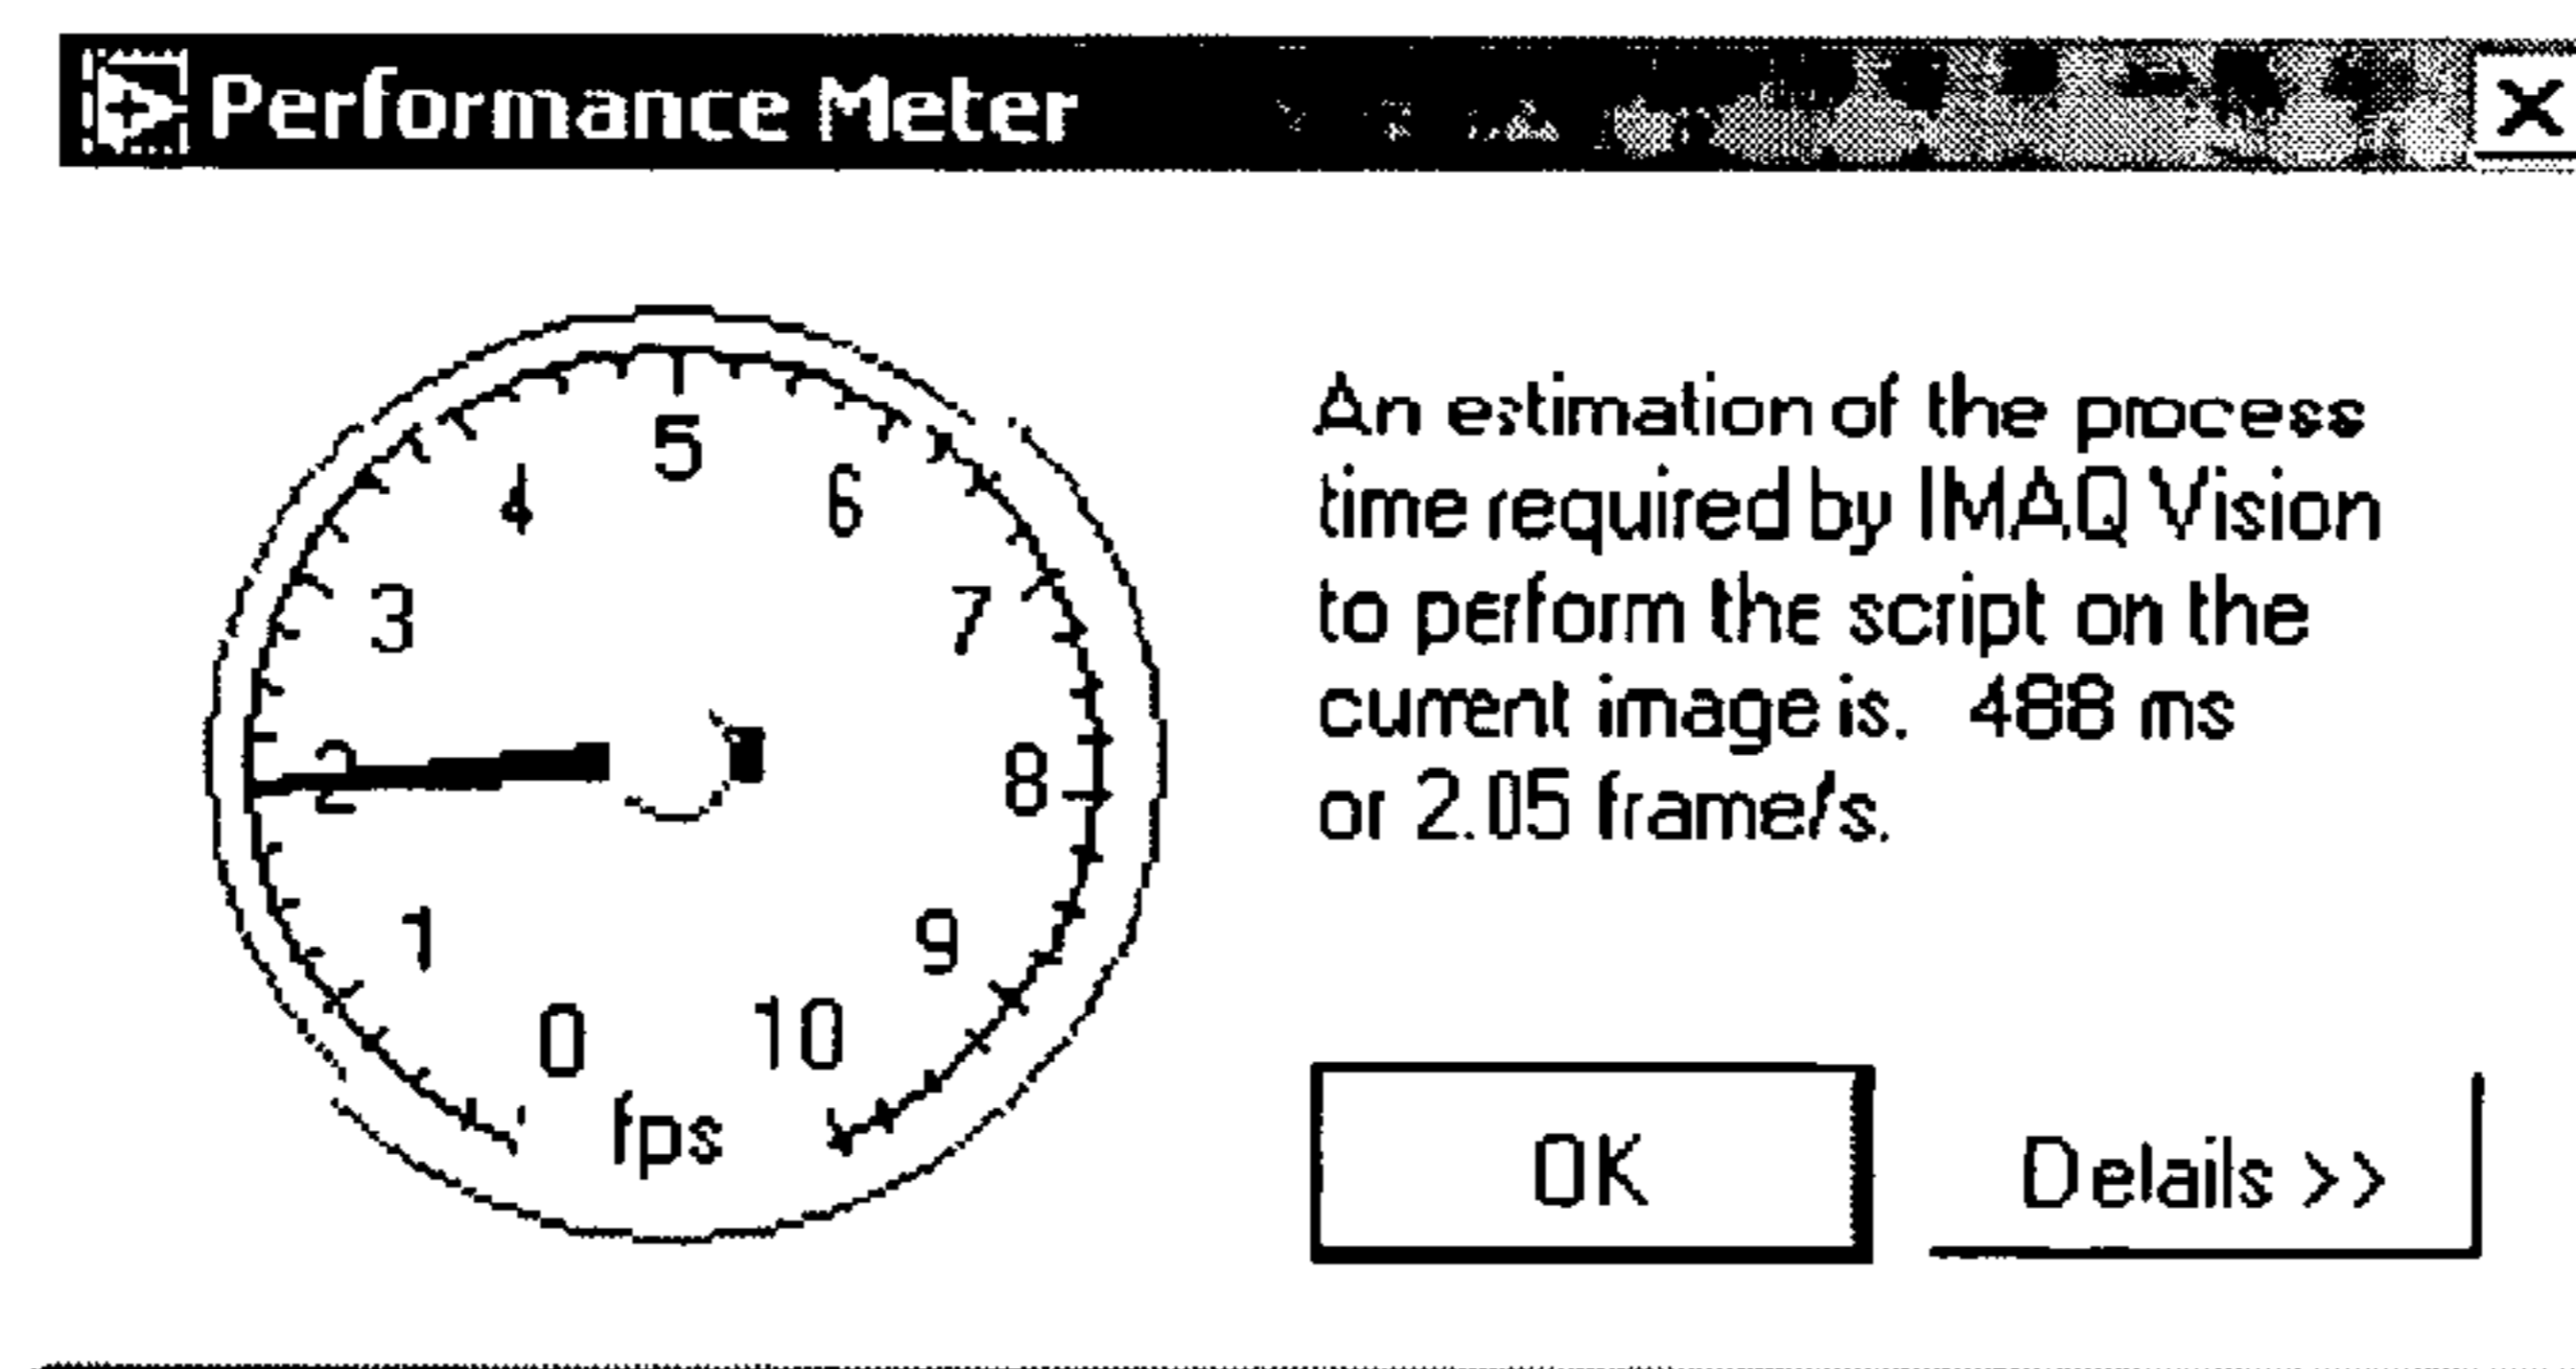 Performance Meter
5
4
6
3
7
2
8
1
9
0
10
fps
An estimation of the process
time required by IMAQ Vision
to perform the script on the
current image is. 488 ms
or 2.05 frame/s.
OK
Details >>